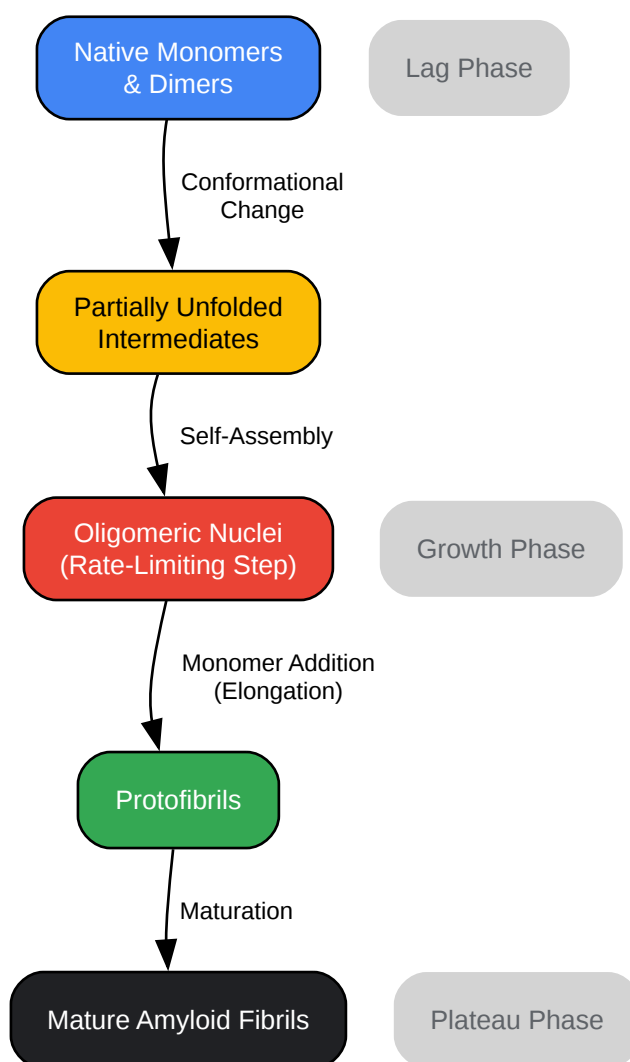 Native Monomers
& Dimers
Lag Phase
Conformational
Change
Partially Unfolded
Intermediates
Self-Assembly
Oligomeric Nuclei
(Rate-Limiting Step)
Growth Phase
Monomer Addition
(Elongation)
Protofibrils
Maturation
Mature Amyloid Fibrils
Plateau Phase